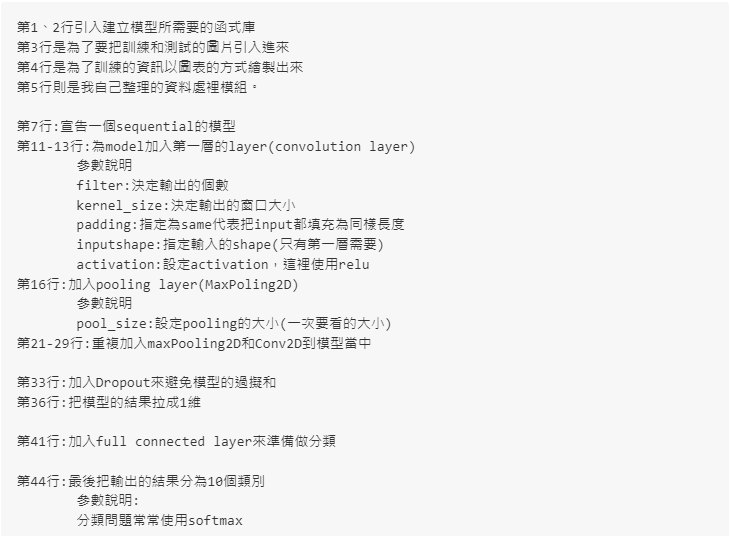 第1、2行引入建立模型所需要的函式庫
第3行是為了要把訓練和測試的圖片引入進來
第4行是為了訓練的資訊以圖表的方式繪製出來
第5行則是我自己整理的資料處裡模組。
第7行:宣告一個sequential的模型
第11-13行:為model加入第一層的layer(convolution layer)
參數說明
filter:決定輸出的個數
kernel_size:決定輸出的窗口大小
padding:指定為same代表把input都填充為同樣長度
inputshape:指定輸入的shape(只有第一層需要)
activation:設定activation，這裡使用relu
第16行:加入pooling layer(MaxPoling2D)
參數說明
pool_size:設定pooling的大小(一次要看的大小)
第21-29行:重複加入maxPooling2D和Conv2D到模型當中
第33行:加入Dropout來避免模型的過擬和
第36行:把模型的結果拉成1維
第41行:加入full connected layer來準備做分類
第44行:最後把輸出的結果分為10個類別
參數說明:
分類問題常常使用softmax